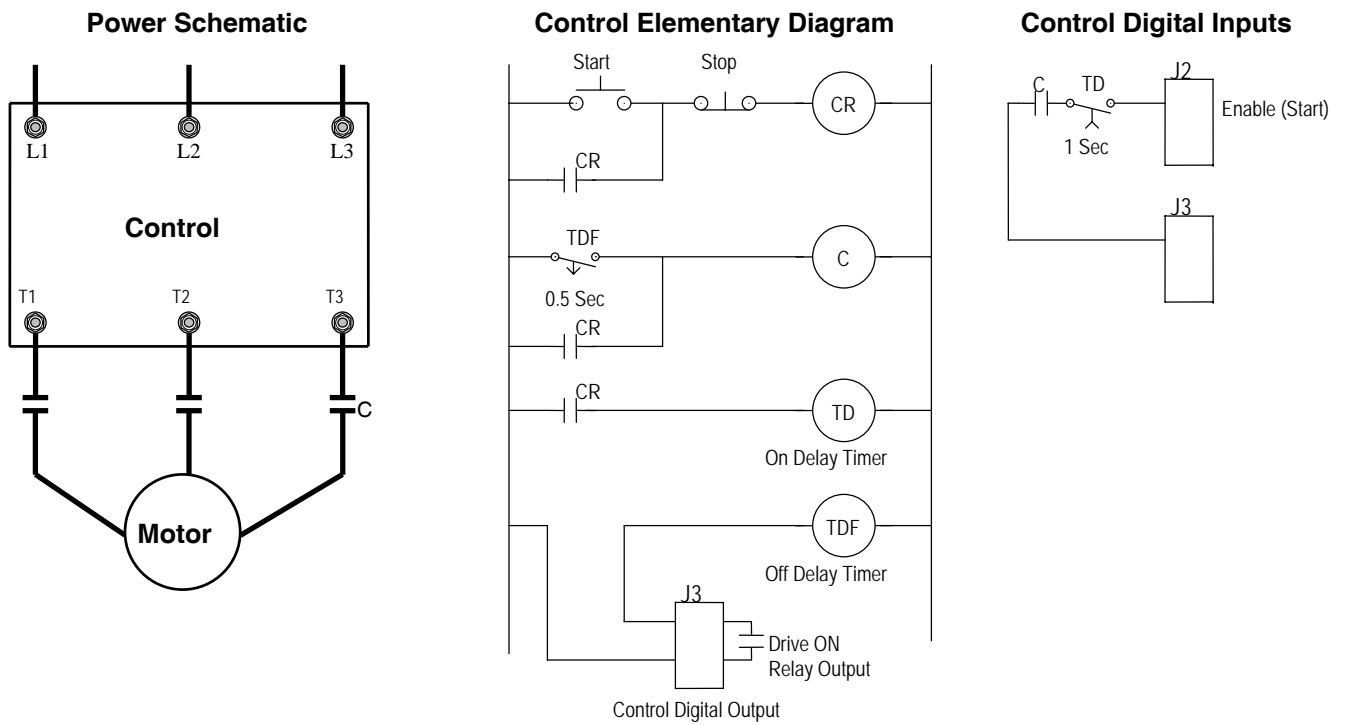 Power Schematic
L1
L2
L3
Control
T1
T2
T3
C
Motor
Control Elementary Diagram
Start
Stop
CR
CR
TDF
0.5 Sec
C
CR
CR
TD
On Delay Timer
TDF
Off Delay Timer
J3
Drive ON
Relay Output
Control Digital Output
Control Digital Inputs
C
TD
1 Sec
J2
Enable (Start)
J3